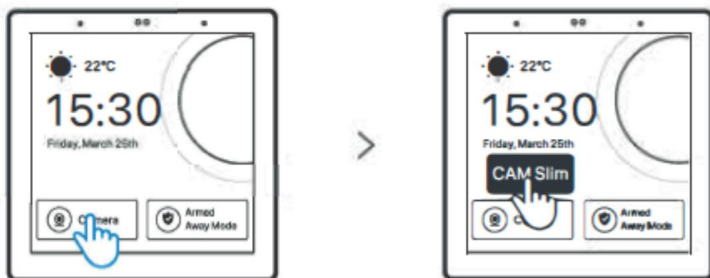 22°C
15:30
Friday, March 25th
Camera
Armed
Away Mode
>
22°C
15:30
Friday, March 25th
CAM Slim
C
Armed
Away Mode